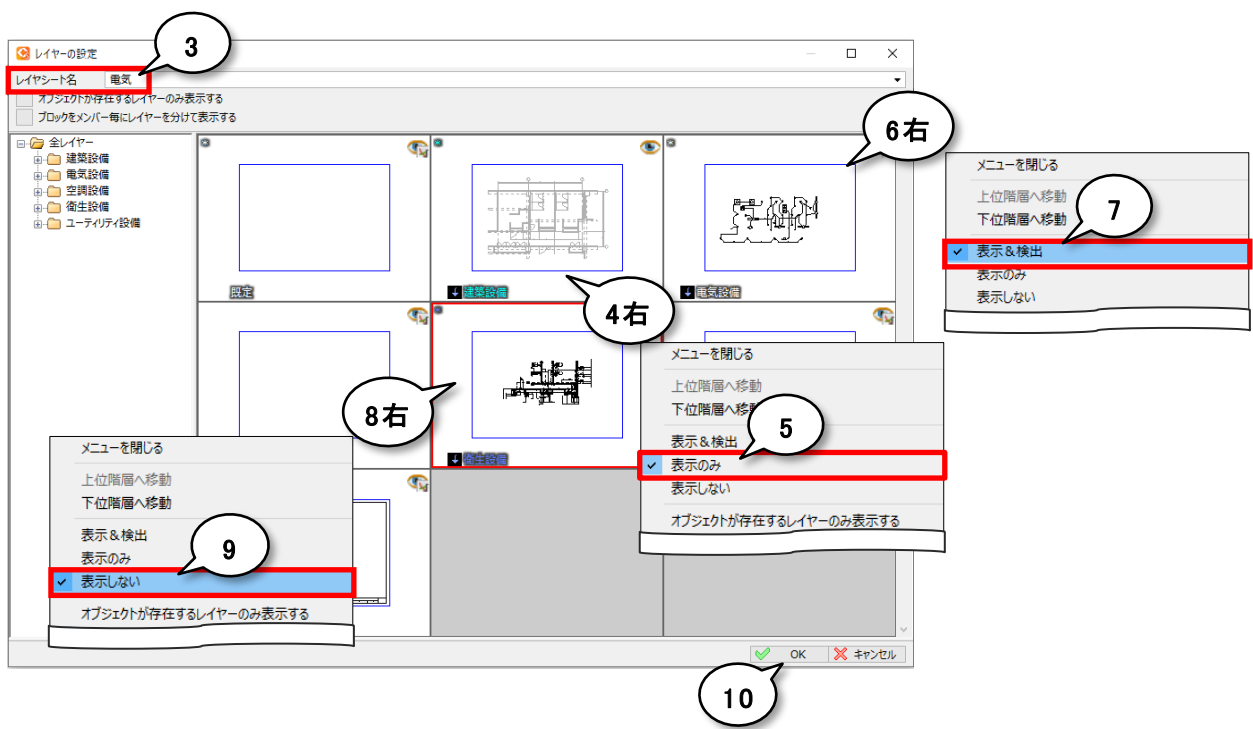 3
レイヤーの設定
レイヤシート名 電気
オブジェクトが存在するレイヤーのみ表示する
ブロックをメンバー毎にレイヤーを分けて表示する
全レイヤー
建築設備
電気設備
空調設備
衛生設備
ユーティリティ設備
既定
建築設備
電気設備
衛生設備
6右
メニューを閉じる
上位階層へ移動
下位階層へ移動
7
表示&検出
表示のみ
表示しない
4右
メニューを閉じる
上位階層へ移動
下位階層へ移
5
表示&検出
表示のみ
表示しない
オブジェクトが存在するレイヤーのみ表示する
8右
メニューを閉じる
上位階層へ移動
下位階層へ移動
表示&検出
表示のみ
9
表示しない
オブジェクトが存在するレイヤーのみ表示する
OK キャンセル
10